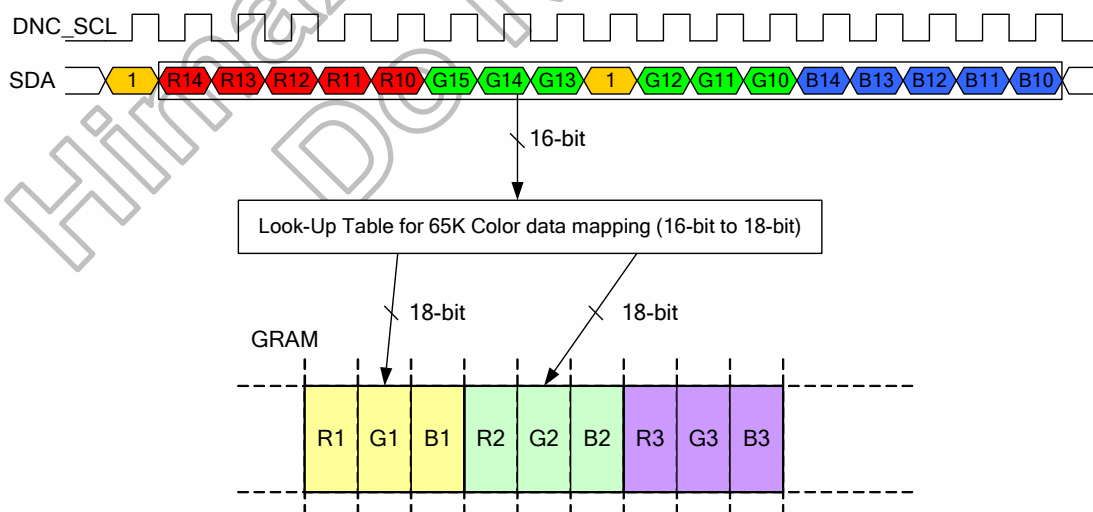 DNC_SCL
SDA 1 R14 R13 R12 R11 R10 G15 G14 G13 1 G12 G11 G10 B14 B13 B12 B11 B10
16-bit
Look-Up Table for 65K Color data mapping (16-bit to 18-bit)
18-bit 18-bit
GRAM
R1 G1 B1 R2 G2 B2 R3 G3 B3